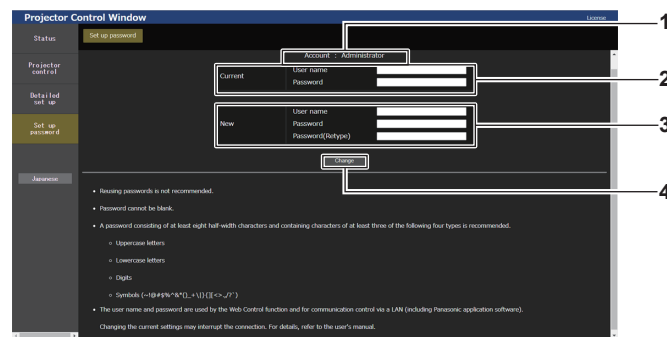 Projector Control Window
License
1
Status
Set up password
Account : Administrator
Projector
control
Current
User name
Password
2
Detailed
set up
New
User name
Password
Password(Retype)
3
Set up
password
Change
4
Japanese
• Reusing passwords is not recommended.
• Password cannot be blank.
• A password consisting of at least eight half-width characters and containing characters of at least three of the following four types is recommended.
○ Uppercase letters
○ Lowercase letters
○ Digits
○ Symbols (~!@#$%^&*()_+\|}{][<>.,/?`)
• The user name and password are used by the Web Control function and for communication control via a LAN (including Panasonic application software).
Changing the current settings may interrupt the connection. For details, refer to the user's manual.